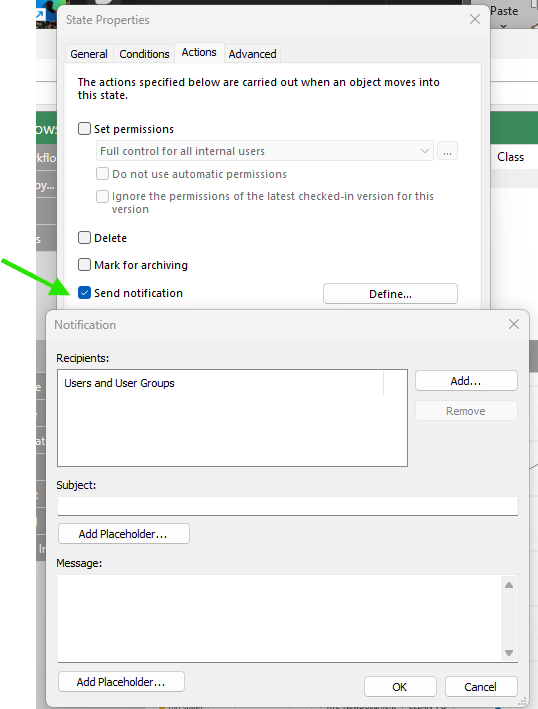 Paste
State Properties
General
Conditions
Actions
Advanced
The actions specified below are carried out when an object moves into
this state.
Set permissions
Full control for all internal users
...
Class
Do not use automatic permissions
Ignore the permissions of the latest checked-in version for this
version
Delete
Mark for archiving
Send notification
Define...
Notification
Recipients:
Users and User Groups
Add...
Remove
Subject:
Add Placeholder...
Message:
Add Placeholder...
OK
Cancel